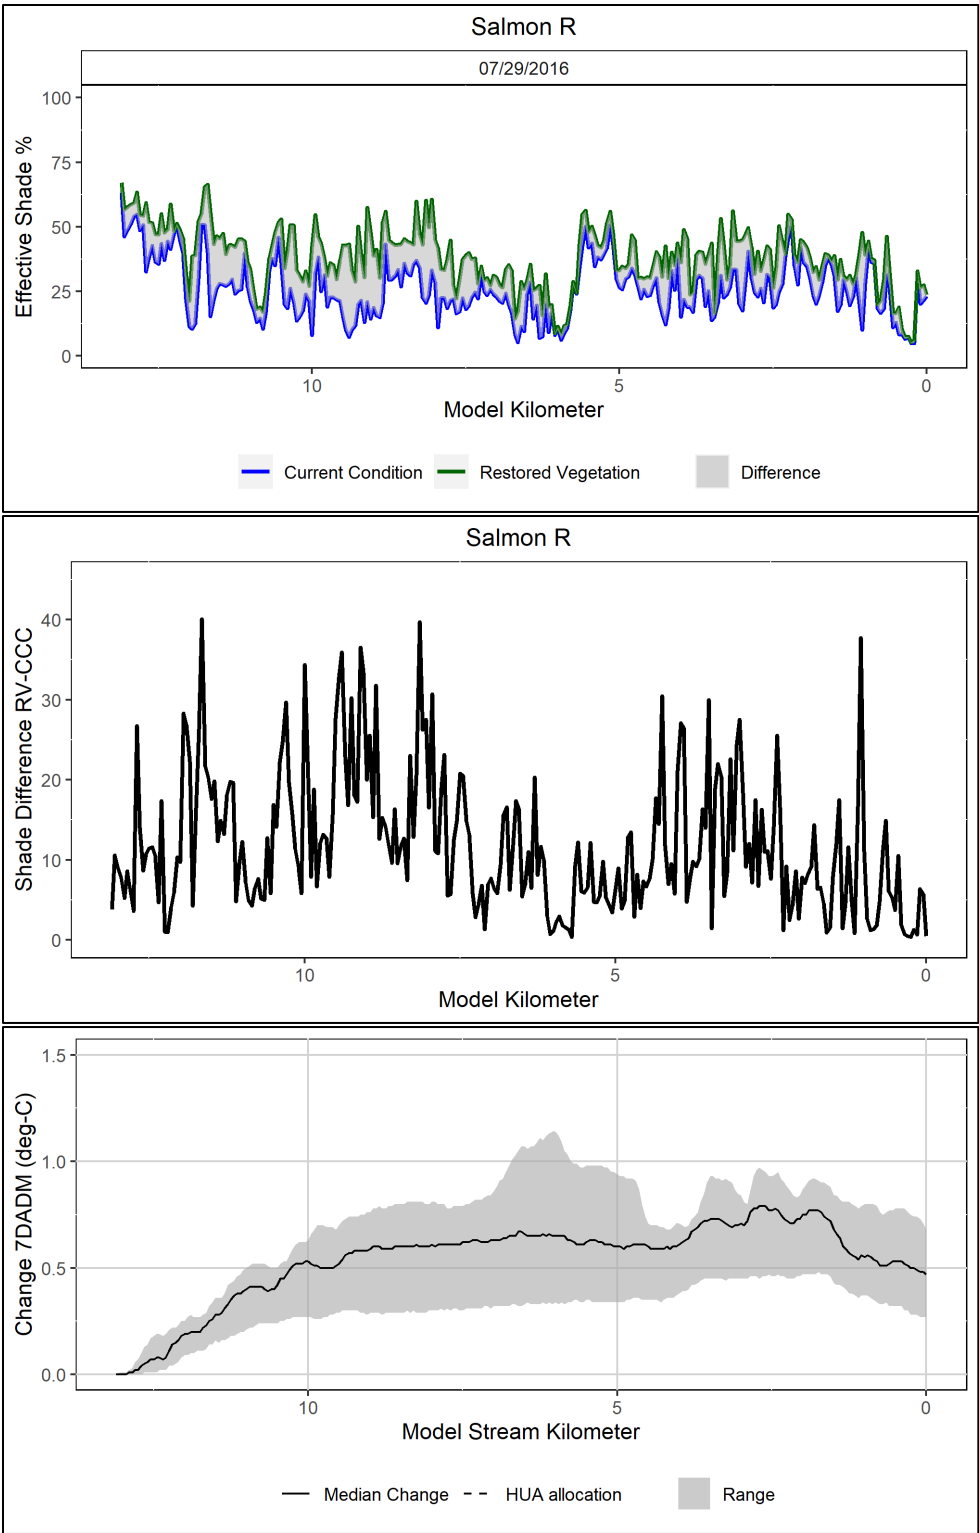 Salmon R
07/29/2016
Effective Shade %
100
75
50
25
0
10 5 0
Model Kilometer
Current Condition Restored Vegetation Difference
Salmon R
Shade Difference RV-CCC
40
30
20
10
0
10 5 0
Model Kilometer
Change 7DADM (deg-C)
1.5
1.0
0.5
0.0
10 5 0
Model Stream Kilometer
Median Change HUA allocation Range